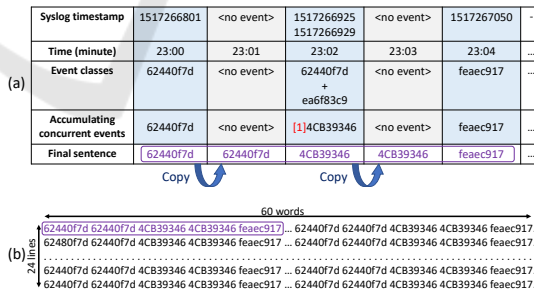 Syslog timestamp 1517266801 <no event> 1517266925 <no event> 1517267050 -
1517266929
Time (minute) 23:00 23:01 23:02 23:03 23:04 ...
Event classes 62440f7d <no event> 62440f7d <no event> feaec917 ...
+
ea6f83c9
(a)
Accumulating concurrent events 62440f7d <no event> [1]4CB39346 <no event> feaec917 ...
Final sentence 62440f7d 62440f7d 4CB39346 4CB39346 feaec917 ...
Copy Copy
60 words
(b)
24 lines
62440f7d 62440f7d 4CB39346 4CB39346 feaec917 ... 62440f7d 62440f7d 4CB39346 4CB39346 feaec917
62480f7d 62440f7d 4CB39346 4CB39346 feaec917 ... 62440f7d 62440f7d 4CB39346 4CB39346 feaec917
. . . . . . . . . . . . . . . . . . . . . . . . . . . . . . . . . . . . . . . .
62440f7d 62440f7d 4CB39346 4CB39346 feaec917 ... 62440f7d 62440f7d 4CB39346 4CB39346 feaec917
62440f7d 62440f7d 4CB39346 4CB39346 feaec917 ... 62440f7d 62440f7d 4CB39346 4CB39346 feaec917